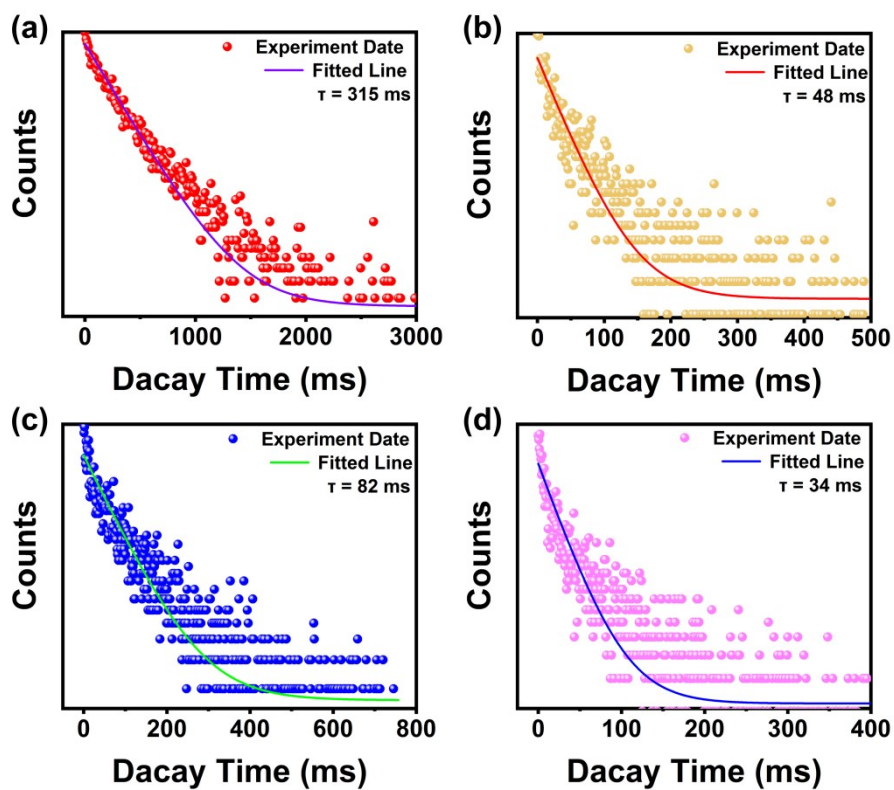 (a)
Experiment Date
Fitted Line
τ = 315 ms
Counts
0 1000 2000 3000
Dacay Time (ms)
(b)
Experiment Date
Fitted Line
τ = 48 ms
Counts
0 100 200 300 400 500
Dacay Time (ms)
(c)
Experiment Date
Fitted Line
τ = 82 ms
Counts
0 200 400 600 800
Dacay Time (ms)
(d)
Experiment Date
Fitted Line
τ = 34 ms
Counts
0 100 200 300 400
Dacay Time (ms)